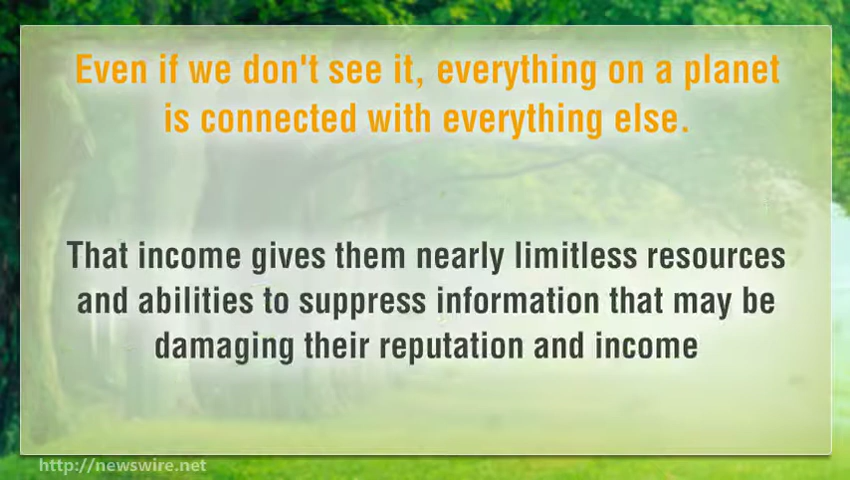 Even if we don't see it, everything on a planet
is connected with everything else.
That income gives them nearly limitless resources
and abilities to suppress information that may be
damaging their reputation and income
http://newswire.net